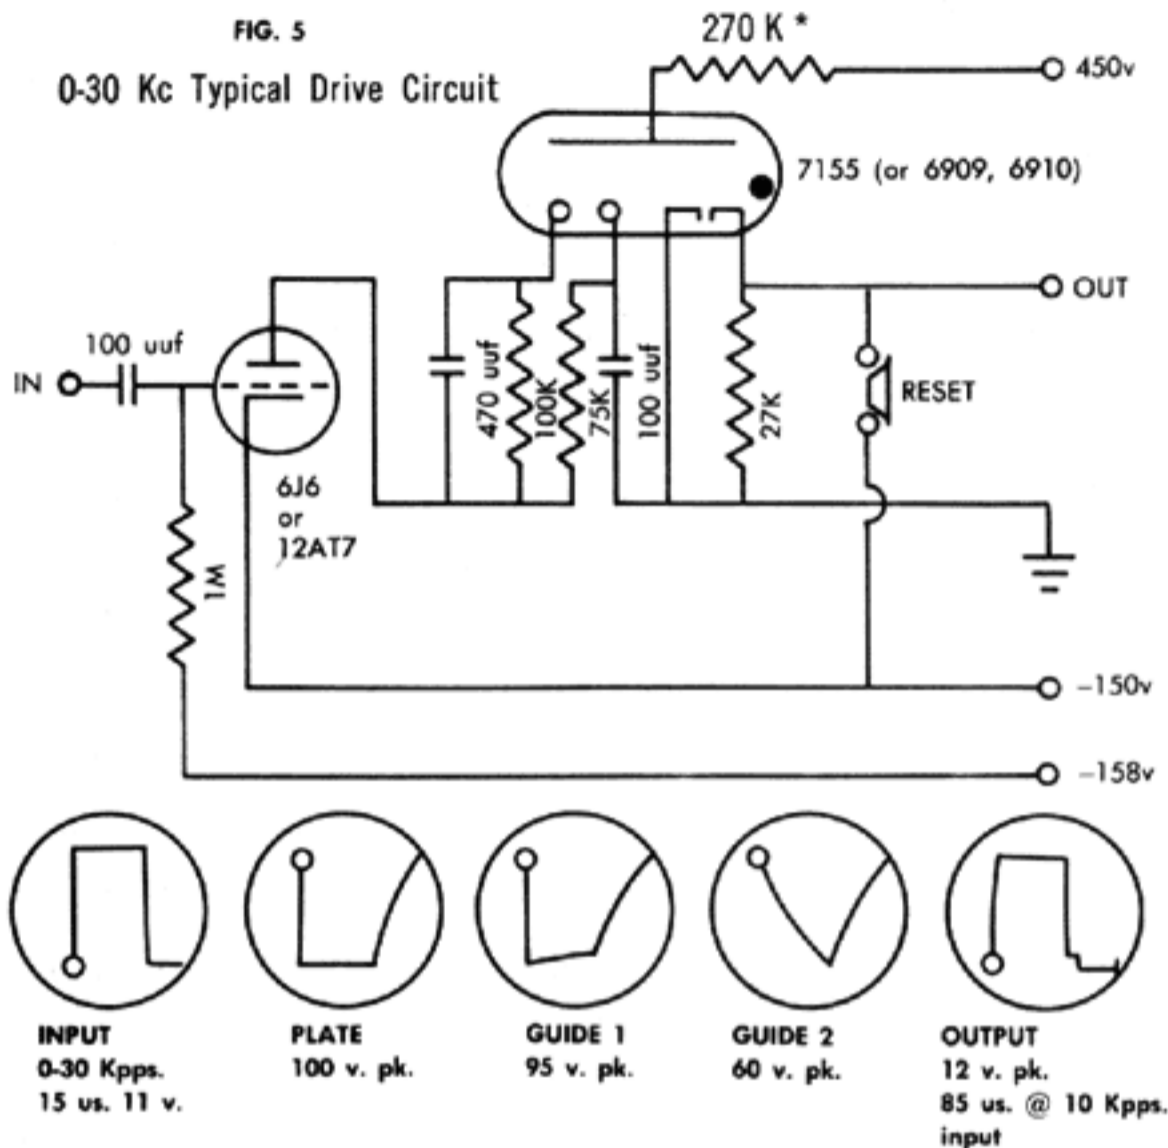 FIG. 5
0-30 Kc Typical Drive Circuit
270 K *
450v
7155 (or 6909, 6910)
OUT
100 uuf
IN
470 uuf
100K
75K
100 uuf
27K
RESET
6J6
or
12AT7
1M
-150v
-158v
INPUT
0-30 Kpps.
15 us. 11 v.
PLATE
100 v. pk.
GUIDE 1
95 v. pk.
GUIDE 2
60 v. pk.
OUTPUT
12 v. pk.
85 us. @ 10 Kpps.
input